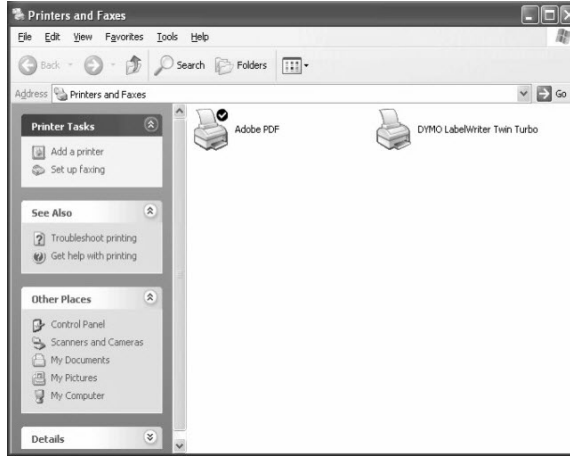 Printers and Faxes
File Edit View Favorites Tools Help
Back Search Folders
Address Printers and Faxes Go
Printer Tasks
Add a printer
Set up faxing
See Also
Troubleshoot printing
Get help with printing
Other Places
Control Panel
Scanners and Cameras
My Documents
My Pictures
My Computer
Details
Adobe PDF
DYMO LabelWriter Twin Turbo